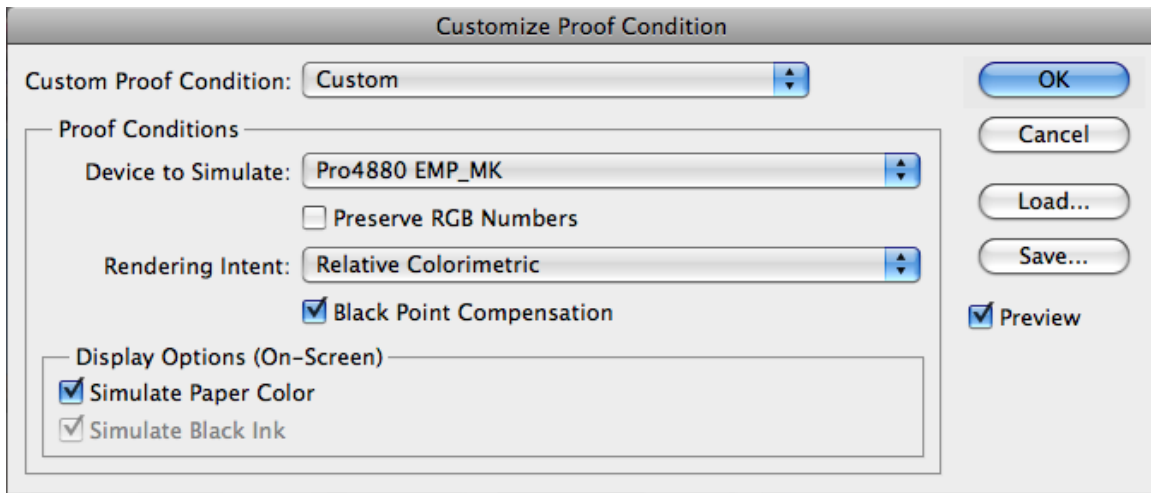 Customize Proof Condition
Custom Proof Condition: Custom
OK
Proof Conditions
Cancel
Device to Simulate: Pro4880 EMP_MK
Preserve RGB Numbers
Load...
Rendering Intent: Relative Colorimetric
Save...
Black Point Compensation
Preview
Display Options (On-Screen)
Simulate Paper Color
Simulate Black Ink